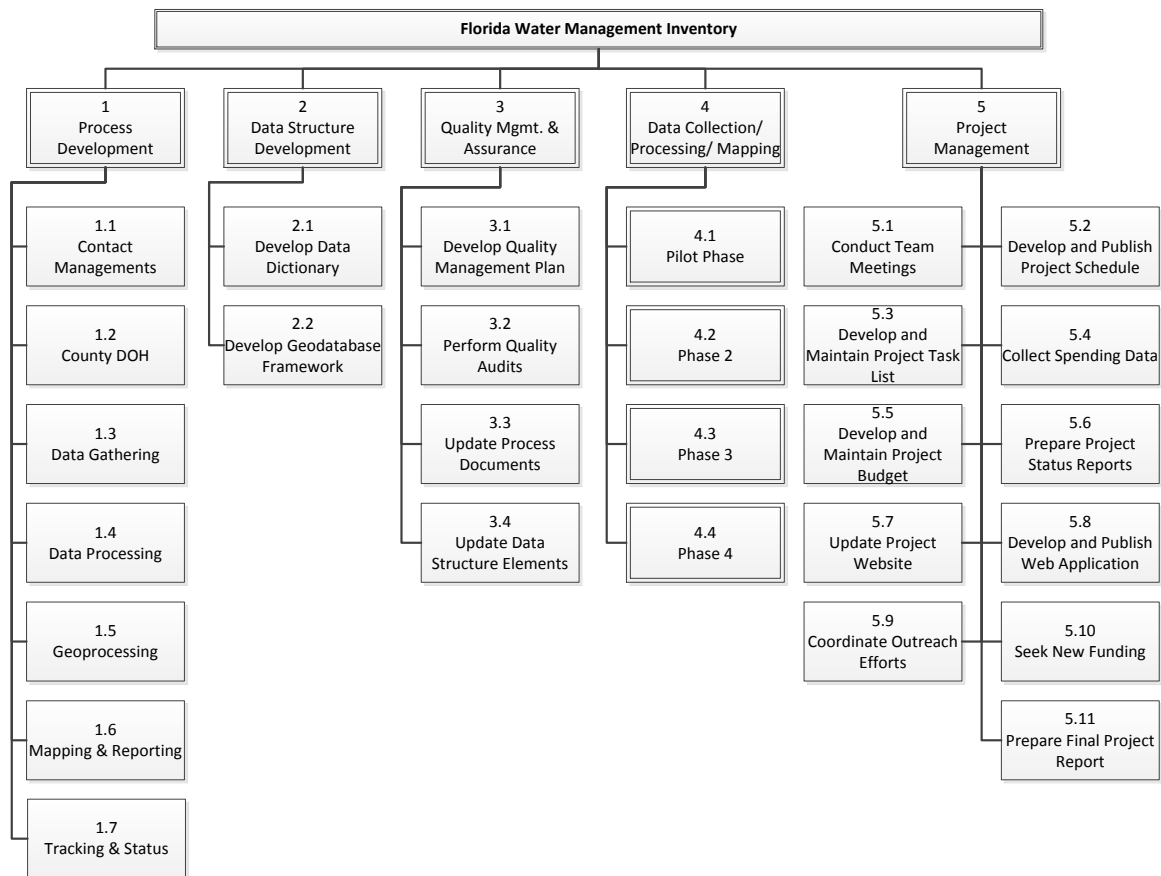 Florida Water Management Inventory
1
Process
Development
2
Data Structure
Development
3
Quality Mgmt. &
Assurance
4
Data Collection/
Processing/ Mapping
5
Project
Management
1.1
Contact
Managements
1.2
County DOH
1.3
Data Gathering
1.4
Data Processing
1.5
Geoprocessing
1.6
Mapping & Reporting
1.7
Tracking & Status
2.1
Develop Data
Dictionary
2.2
Develop Geodatabase
Framework
3.1
Develop Quality
Management Plan
3.2
Perform Quality
Audits
3.3
Update Process
Documents
3.4
Update Data
Structure Elements
4.1
Pilot Phase
4.2
Phase 2
4.3
Phase 3
4.4
Phase 4
5.1
Conduct Team
Meetings
5.2
Develop and Publish
Project Schedule
5.3
Develop and
Maintain Project Task
List
5.4
Collect Spending Data
5.5
Develop and
Maintain Project
Budget
5.6
Prepare Project
Status Reports
5.7
Update Project
Website
5.8
Develop and Publish
Web Application
5.9
Coordinate Outreach
Efforts
5.10
Seek New Funding
5.11
Prepare Final Project
Report